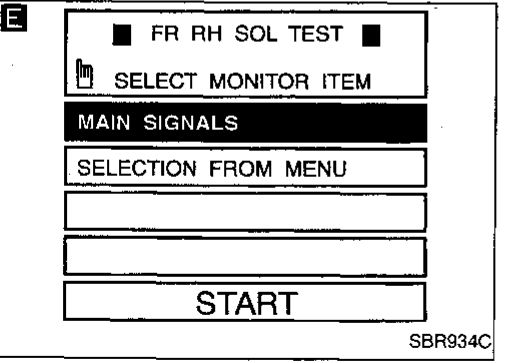 E
■ FR RH SOL TEST ■
SELECT MONITOR ITEM
MAIN SIGNALS
SELECTION FROM MENU
START
SBR934C